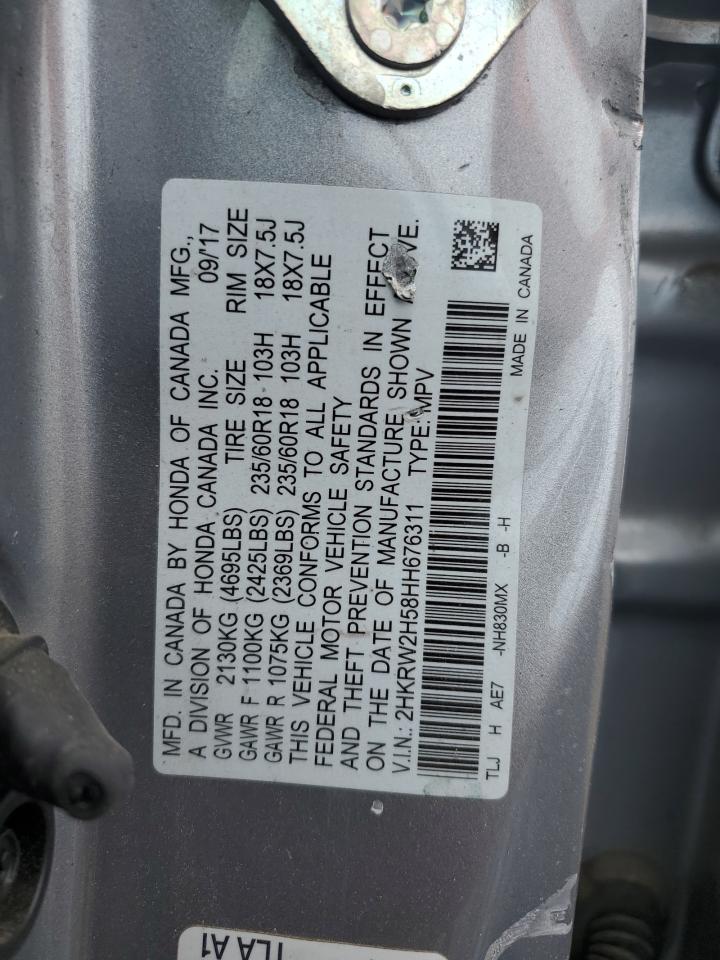 MFD. IN CANADA BY HONDA OF CANADA MFG.,
A DIVISION OF HONDA CANADA INC. 09/'17
GVWR 2130KG (4695LBS) TIRE SIZE RIM SIZE
GAWR F 1100KG (2425LBS) 235/60R18 103H 18X7.5J
GAWR R 1075KG (2369LBS) 235/60R18 103H 18X7.5J
THIS VEHICLE CONFORMS TO ALL APPLICABLE
FEDERAL MOTOR VEHICLE SAFETY
AND THEFT PREVENTION STANDARDS IN EFFECT
ON THE DATE OF MANUFACTURE SHOWN VE.
V.I.N.: 2HKRW2H58HH676311 TYPE: MPV
TLJ H AE7 -NH830MX -B -H
MADE IN CANADA